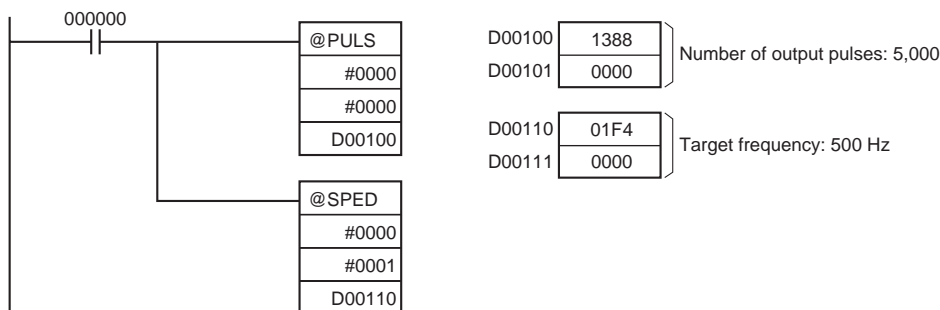 000000
@PULS
#0000
#0000
D00100
@SPED
#0000
#0001
D00110
D00100 1388
D00101 0000
Number of output pulses: 5,000
D00110 01F4
D00111 0000
Target frequency: 500 Hz